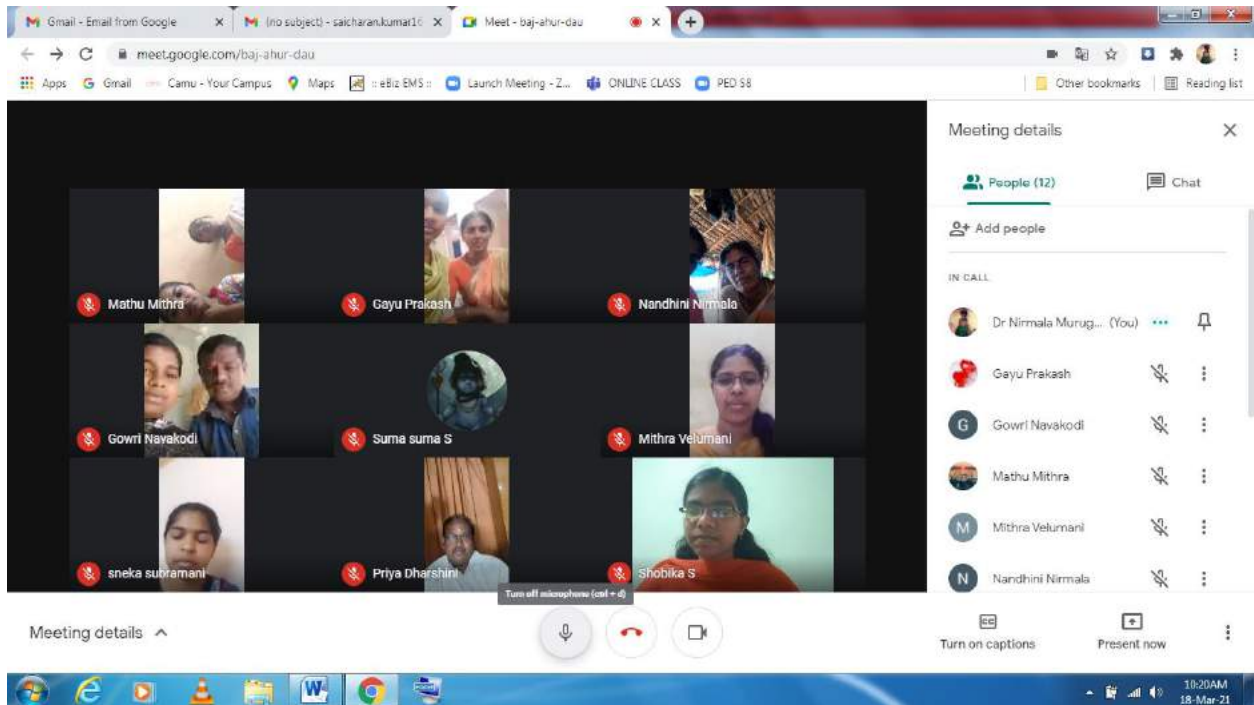 Gmail - Email from Google
(no subject) - saicharan.kumar16
Meet - baj-ahur-dau
meet.google.com/baj-ahur-dau
Apps Gmail Camu - Your Campus Maps :: eBiz EMS :: Launch Meeting - Z... ONLINE CLASS PED S8 Other bookmarks Reading list
Meeting details
People (12) Chat
Add people
IN CALL
Dr Nirmala Murug... (You)
Gayu Prakash
G Gowri Navakodi
Mathu Mithra
M Mithra Velumani
N Nandhini Nirmala
Mathu Mithra Gayu Prakash Nandhini Nirmala
Gowri Navakodi Suma suma S Mithra Velumani
sneka subramani Priya Dharshini Shobika S
Turn off microphone (ctrl + d)
Meeting details
CC
Turn on captions Present now
W
10:20AM
18-Mar-21